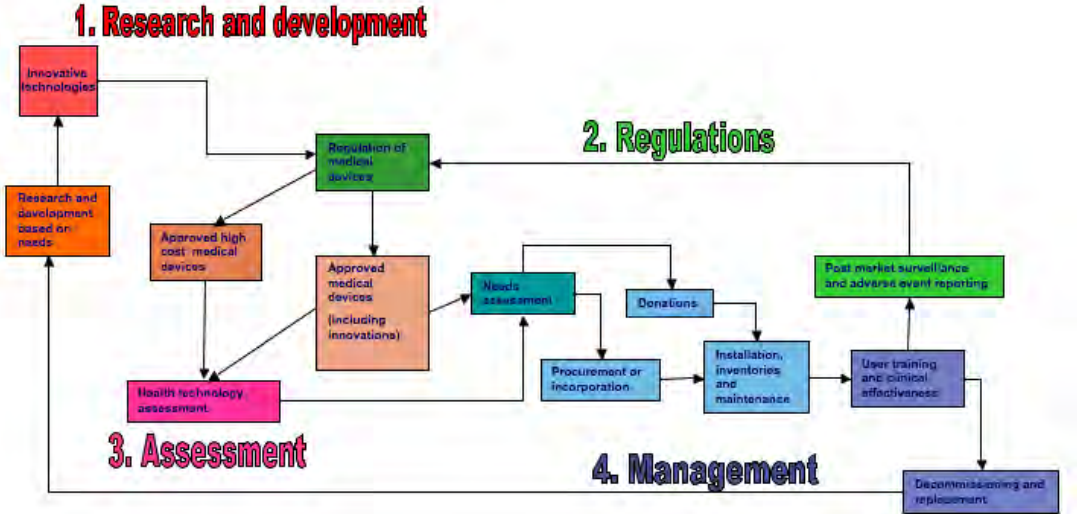 1. Research and development
Innovative
technologies
2. Regulations
Regulation of
medical
devices
Research and
development
based on
needs
Approved high
cost medical
devices
Approved
medical
devices
(including
innovations)
Needs
assessment
Donations
Post market surveillance
and adverse event reporting
Procurement or
incorporation
Installation,
inventories
and
maintenance
User training
and clinical
effectiveness
Health technology
assessment
3. Assessment
4. Management
Decommissioning and
replacement